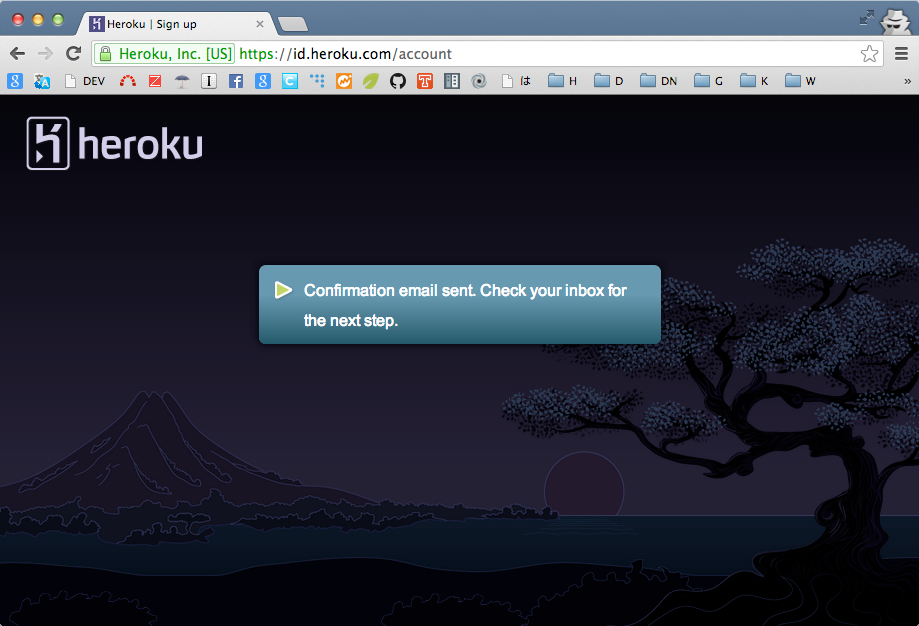 Heroku | Sign up
Heroku, Inc. [US] https://id.heroku.com/account
DEV は H D DN G K W
heroku
Confirmation email sent. Check your inbox for
the next step.